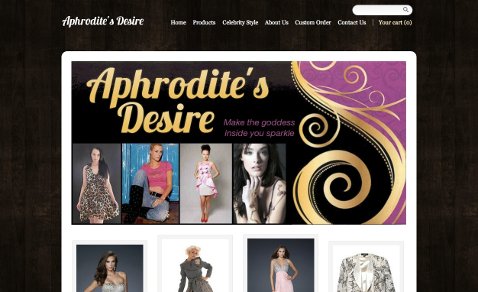 Aphrodite's Desire
Home Products Celebrity Style About Us Custom Order Contact Us Your cart (0)
Aphrodite's
Desire
Make the goddess
Inside you sparkle